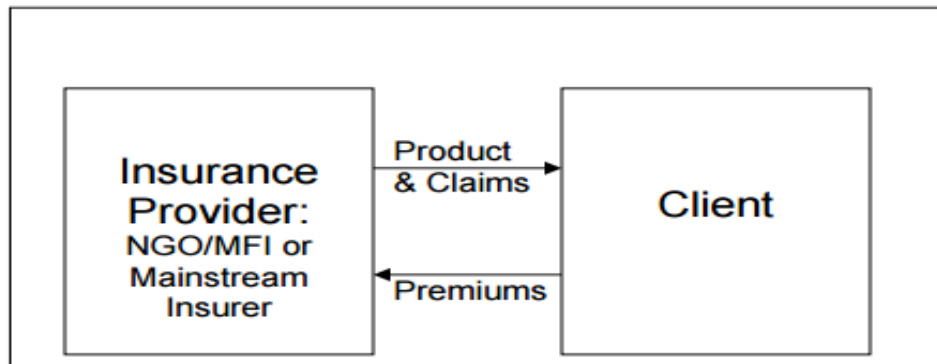 Insurance
Provider:
NGO/MFI or
Mainstream
Insurer
Product
& Claims
Premiums
Client